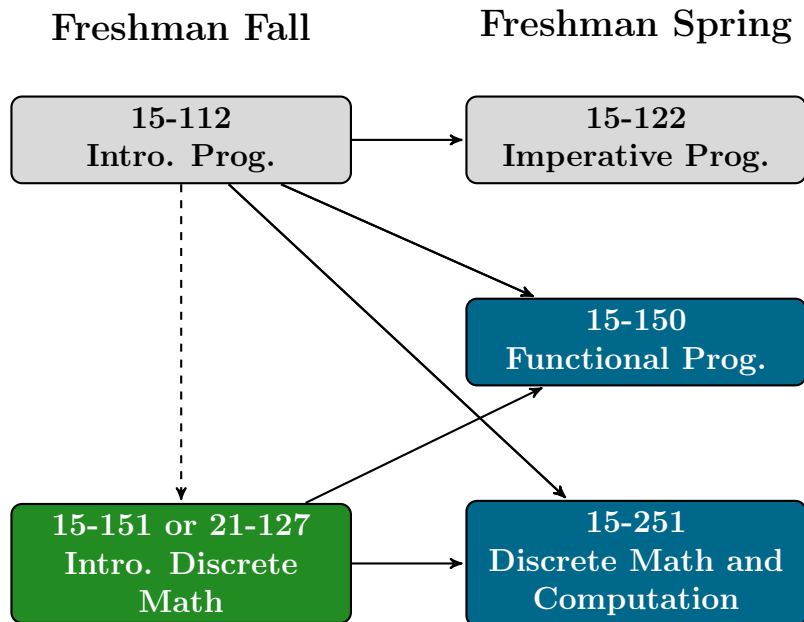 Freshman Fall
Freshman Spring
15-112
Intro. Prog.
15-122
Imperative Prog.
15-150
Functional Prog.
15-151 or 21-127
Intro. Discrete
Math
15-251
Discrete Math and
Computation